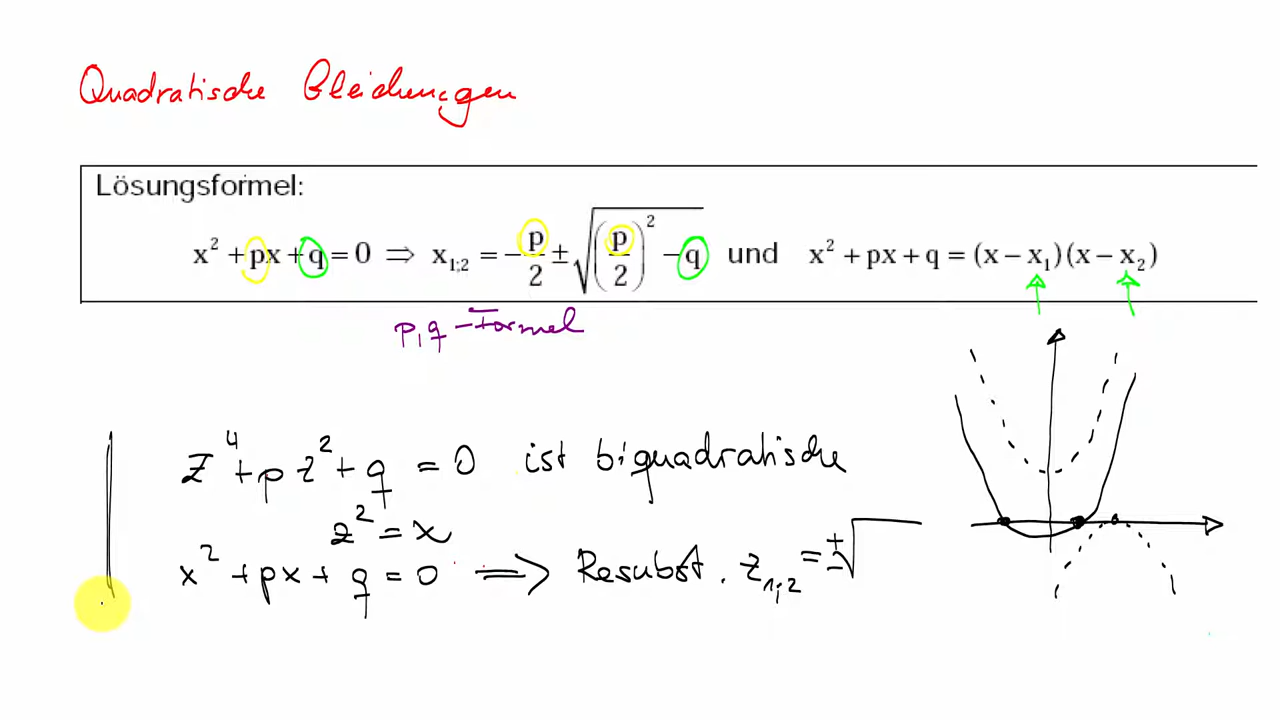 Quadratische Gleichungen
Lösungsformel:
x² + px + q = 0 ⇒ x₁;₂ = −p/2 ± √((p/2)² − q) und x² + px + q = (x − x₁)(x − x₂)
p,q-Formel
z⁴ + pz² + q = 0 ist biquadratische
z² = x
x² + px + q = 0 ⟹ Resubst. z₁;₂ = ±√